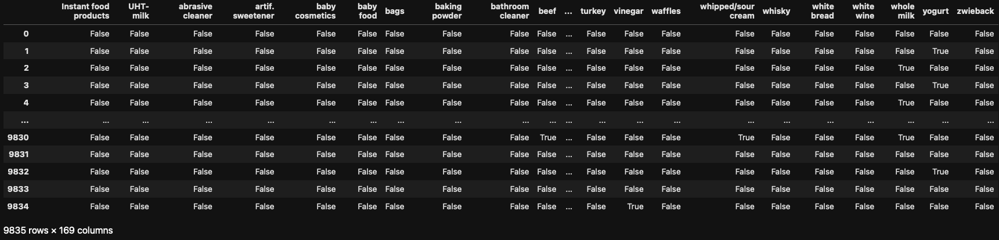 Instant food products UHT-milk abrasive cleaner artif. sweetener baby cosmetics baby food bags baking powder bathroom cleaner beef ... turkey vinegar waffles whipped/sour cream whisky white bread white wine whole milk yogurt zwieback
0 False False False False False False False False False False ... False False False False False False False False False False
1 False False False False False False False False False False ... False False False False False False False False True False
2 False False False False False False False False False False ... False False False False False False False True False False
3 False False False False False False False False False False ... False False False False False False False False True False
4 False False False False False False False False False False ... False False False False False False False True False False
... ... ... ... ... ... ... ... ... ... ... ... ... ... ... ... ... ... ... ... ... ...
9830 False False False False False False False False False True ... False False False True False False False True False False
9831 False False False False False False False False False False ... False False False False False False False False False False
9832 False False False False False False False False False False ... False False False False False False False False True False
9833 False False False False False False False False False False ... False False False False False False False False False False
9834 False False False False False False False False False False ... False True False False False False False False False False
9835 rows × 169 columns